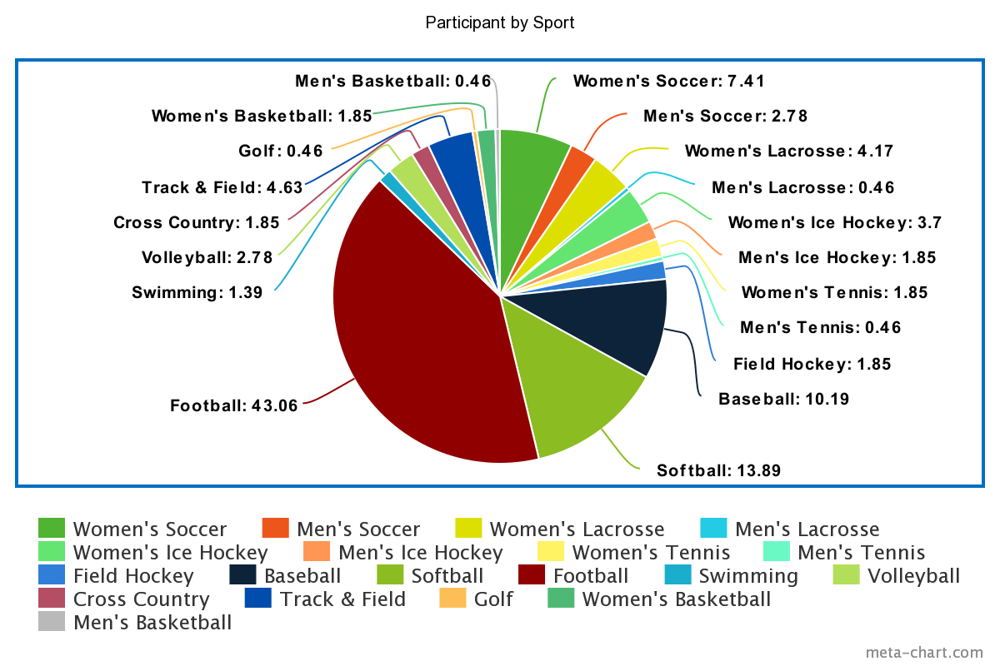 Participant by Sport
Men's Basketball: 0.46
Women's Soccer: 7.41
Women's Basketball: 1.85
Men's Soccer: 2.78
Golf: 0.46
Women's Lacrosse: 4.17
Track & Field: 4.63
Men's Lacrosse: 0.46
Cross Country: 1.85
Women's Ice Hockey: 3.7
Volleyball: 2.78
Men's Ice Hockey: 1.85
Swimming: 1.39
Women's Tennis: 1.85
Men's Tennis: 0.46
Field Hockey: 1.85
Football: 43.06
Baseball: 10.19
Softball: 13.89
Women's Soccer Men's Soccer Women's Lacrosse Men's Lacrosse
Women's Ice Hockey Men's Ice Hockey Women's Tennis Men's Tennis
Field Hockey Baseball Softball Football Swimming Volleyball
Cross Country Track & Field Golf Women's Basketball
Men's Basketball
meta-chart.com